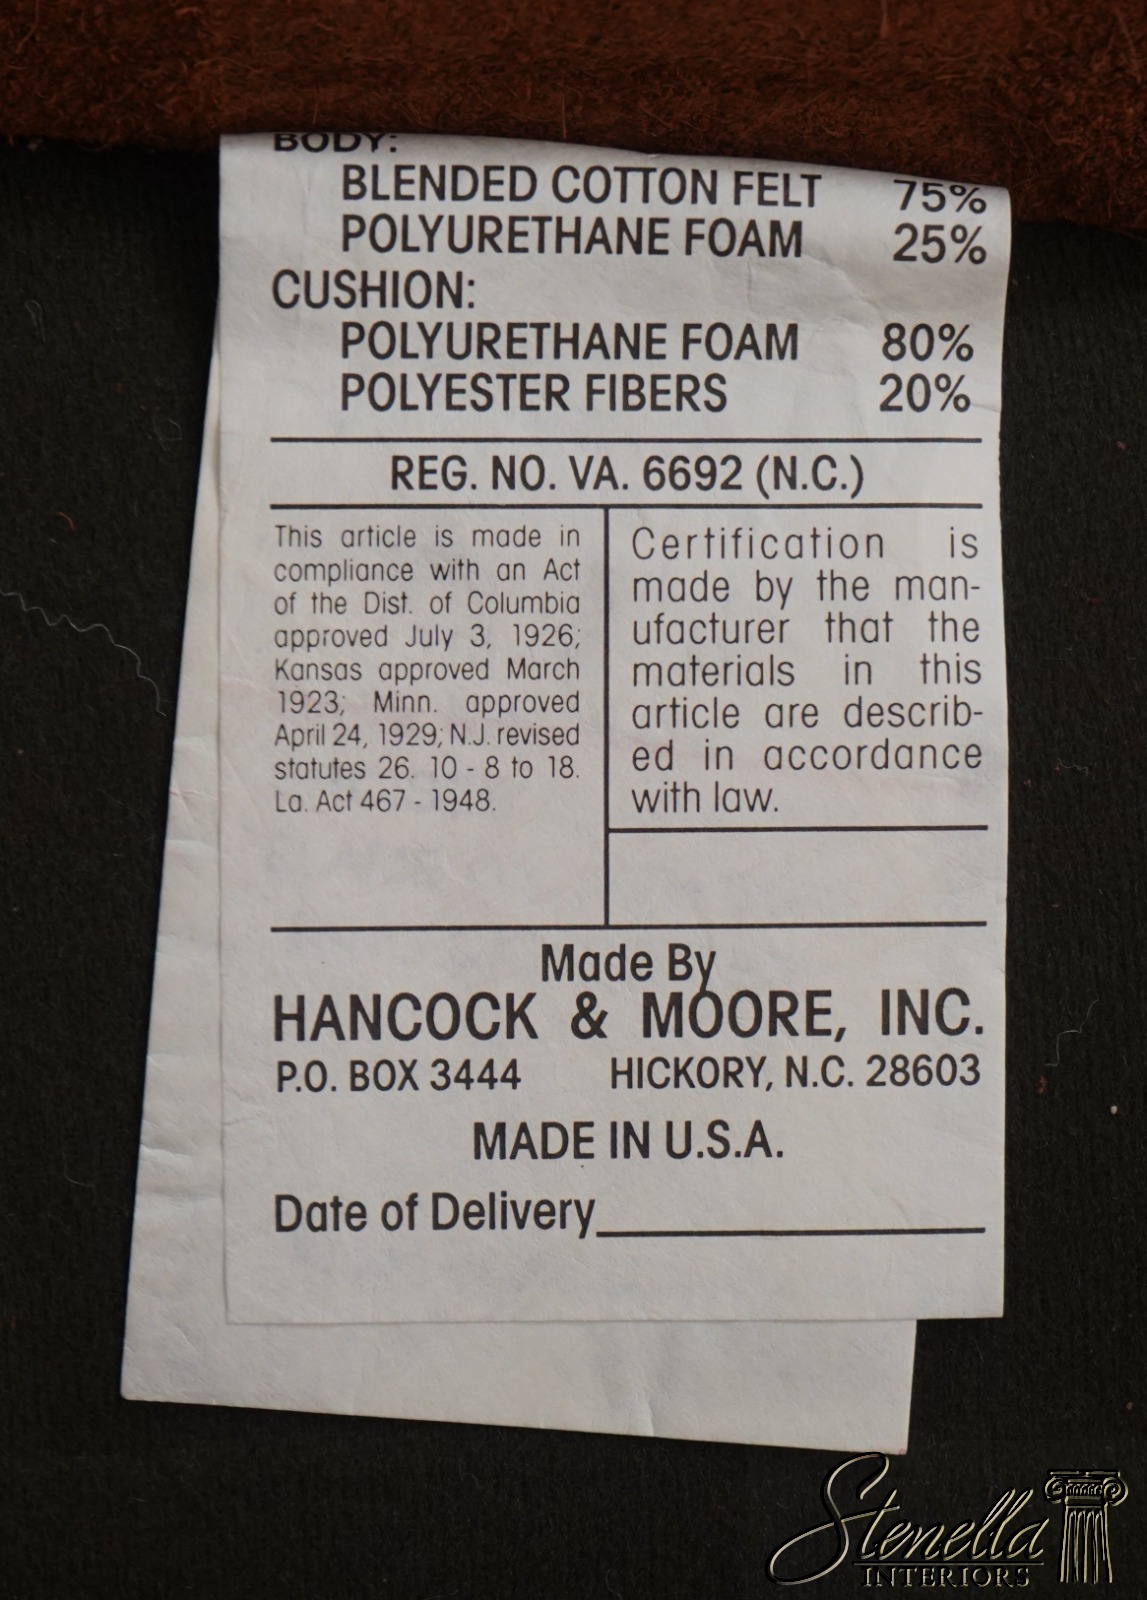 BODY:
BLENDED COTTON FELT 75%
POLYURETHANE FOAM 25%
CUSHION:
POLYURETHANE FOAM 80%
POLYESTER FIBERS 20%
REG. NO. VA. 6692 (N.C.)
This article is made in
compliance with an Act
of the Dist. of Columbia
approved July 3, 1926;
Kansas approved March
1923; Minn. approved
April 24, 1929; N.J. revised
statutes 26. 10 - 8 to 18.
La. Act 467 - 1948.
Certification is
made by the man-
ufacturer that the
materials in this
article are describ-
ed in accordance
with law.
Made By
HANCOCK & MOORE, INC.
P.O. BOX 3444 HICKORY, N.C. 28603
MADE IN U.S.A.
Date of Delivery
Stenella
INTERIORS